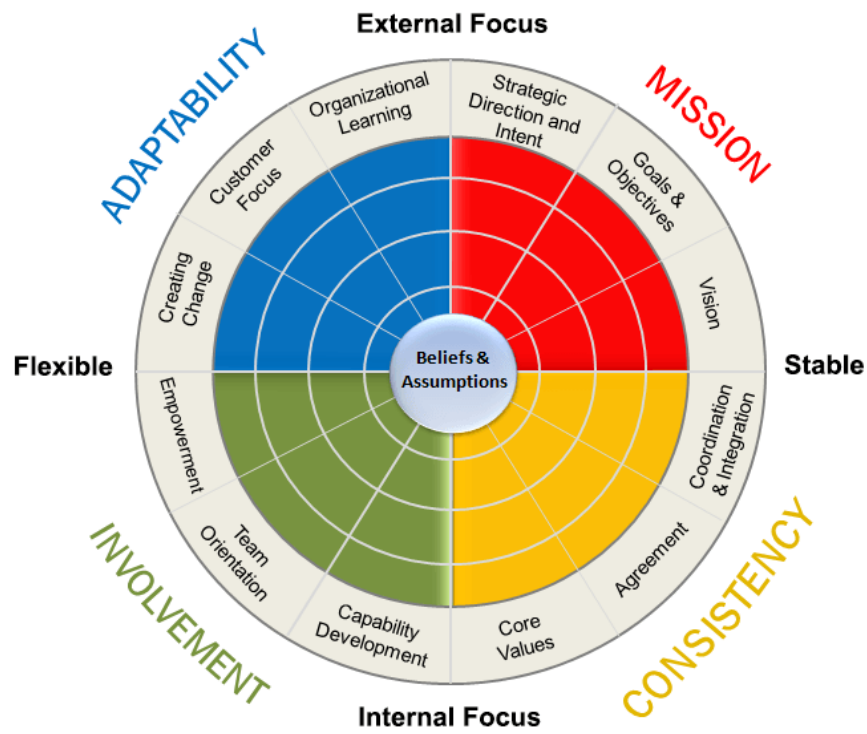 External Focus
ADAPTABILITY
MISSION
Organizational
Learning
Strategic
Direction and
Intent
Customer
Focus
Goals &
Objectives
Creating
Change
Vision
Flexible
Beliefs &
Assumptions
Stable
Empowerment
Coordination
& Integration
Team
Orientation
Agreement
Capability
Development
Core
Values
INVOLVEMENT
CONSISTENCY
Internal Focus